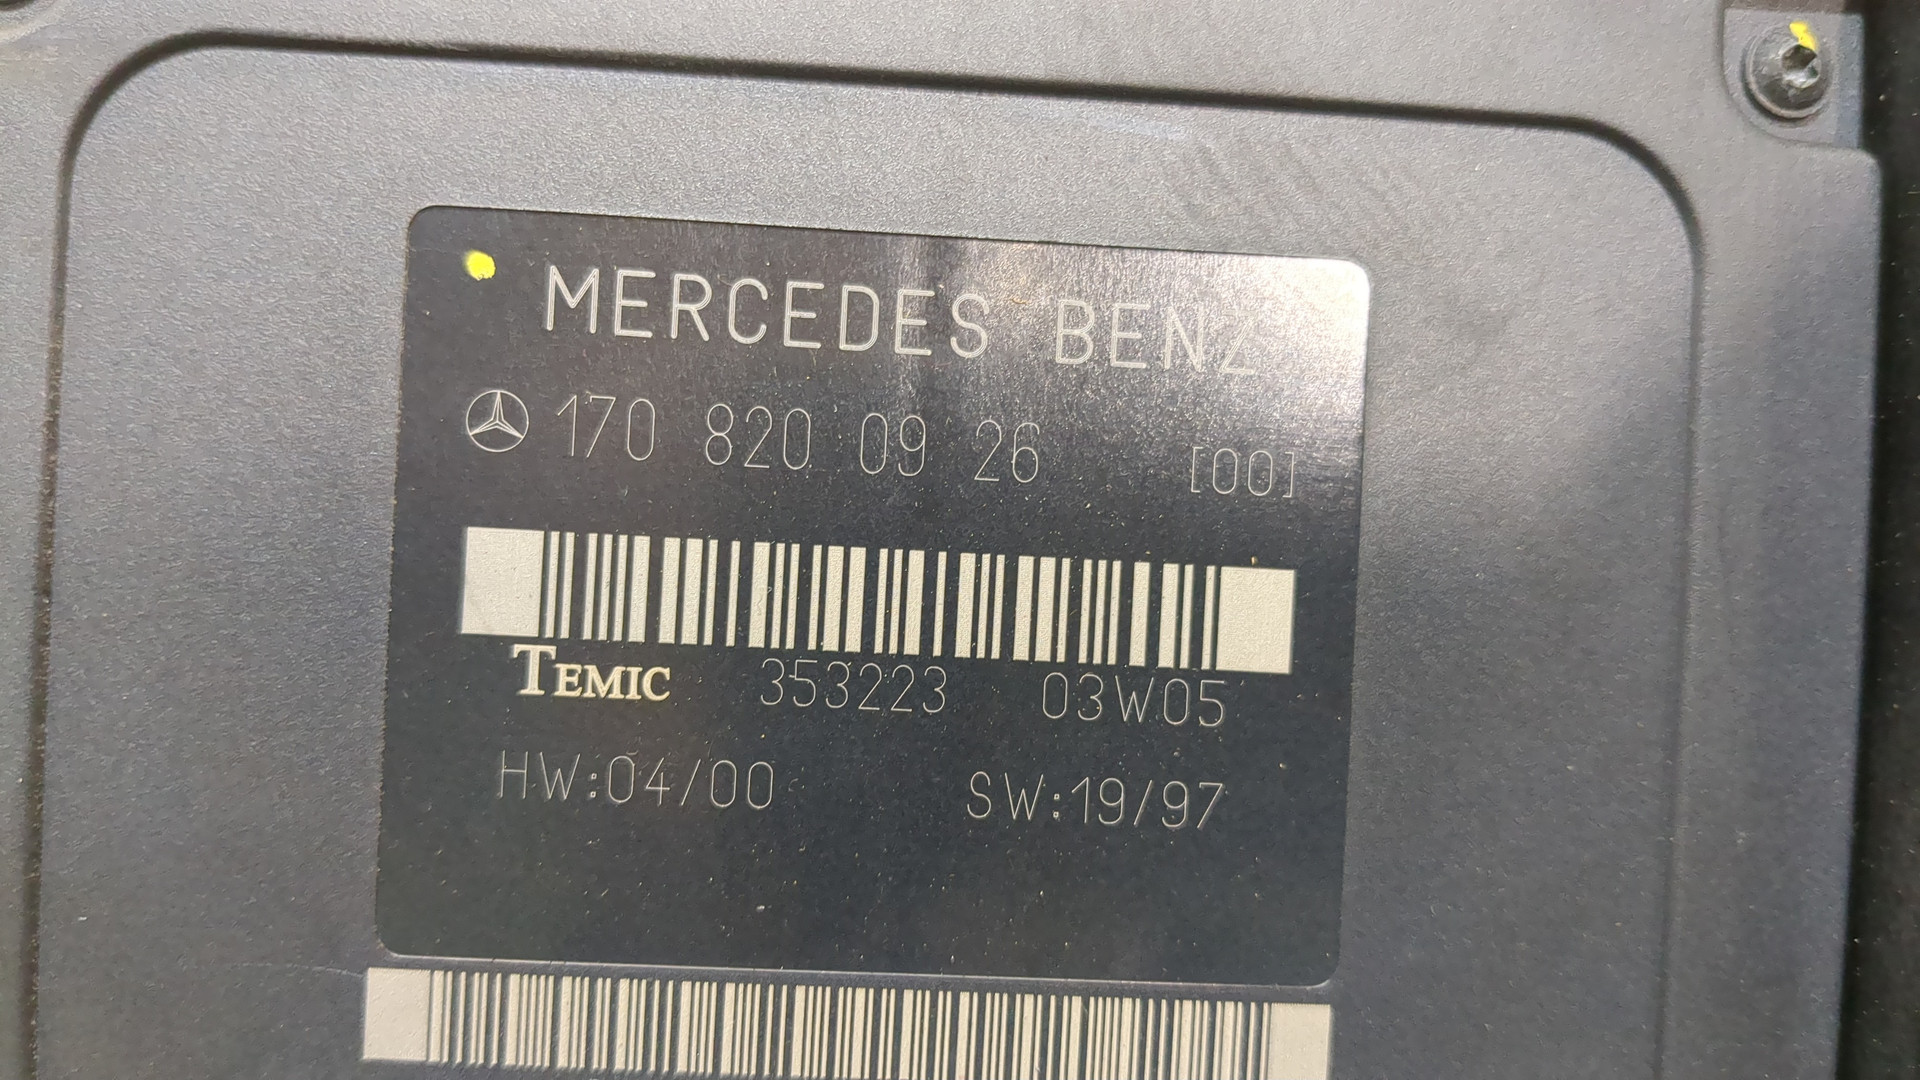 MERCEDES BENZ
170 820 09 26 [00]
TEMIC 353223 03W05
HW:04/00 SW:19/97